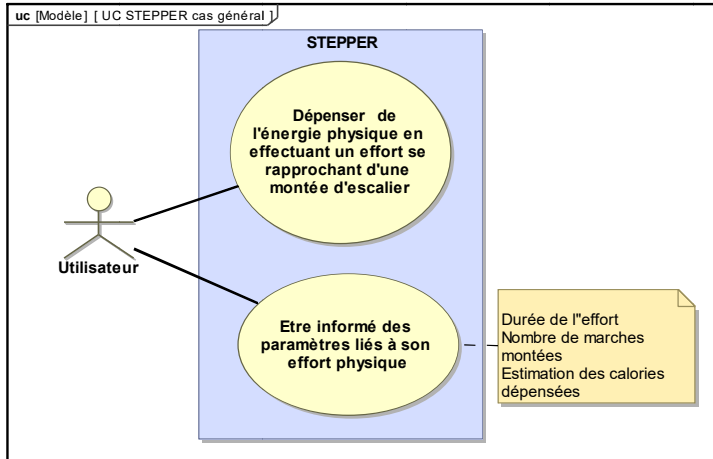 uc [Modèle] [ UC STEPPER cas général ]
STEPPER
Dépenser de
l'énergie physique en
effectuant un effort se
rapprochant d'une
montée d'escalier
Utilisateur
Etre informé des
paramètres liés à son
effort physique
Durée de l"effort
Nombre de marches
montées
Estimation des calories
dépensées